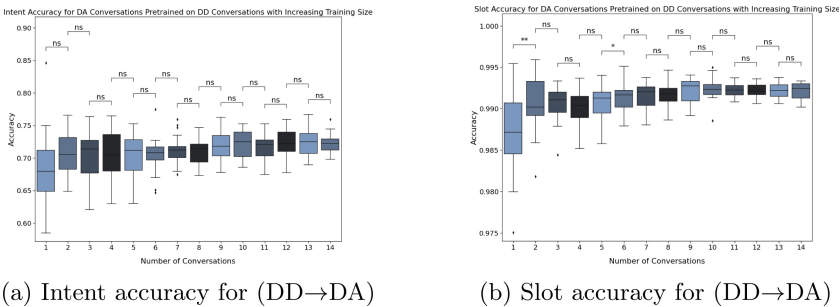 Intent Accuracy for DA Conversations Pretrained on DD Conversations with Increasing Training Size
0.90
0.85
0.80
0.75
0.70
0.65
0.60
Accuracy
ns
ns
ns
ns
ns
ns
ns
ns
ns
ns
ns
ns
ns
1 2 3 4 5 6 7 8 9 10 11 12 13 14
Number of Conversations
(a) Intent accuracy for (DD→DA)
Slot Accuracy for DA Conversations Pretrained on DD Conversations with Increasing Training Size
1.000
0.995
0.990
0.985
0.980
0.975
Accuracy
**
ns
ns
ns
*
ns
ns
ns
ns
ns
ns
ns
ns
1 2 3 4 5 6 7 8 9 10 11 12 13 14
Number of Conversations
(b) Slot accuracy for (DD→DA)